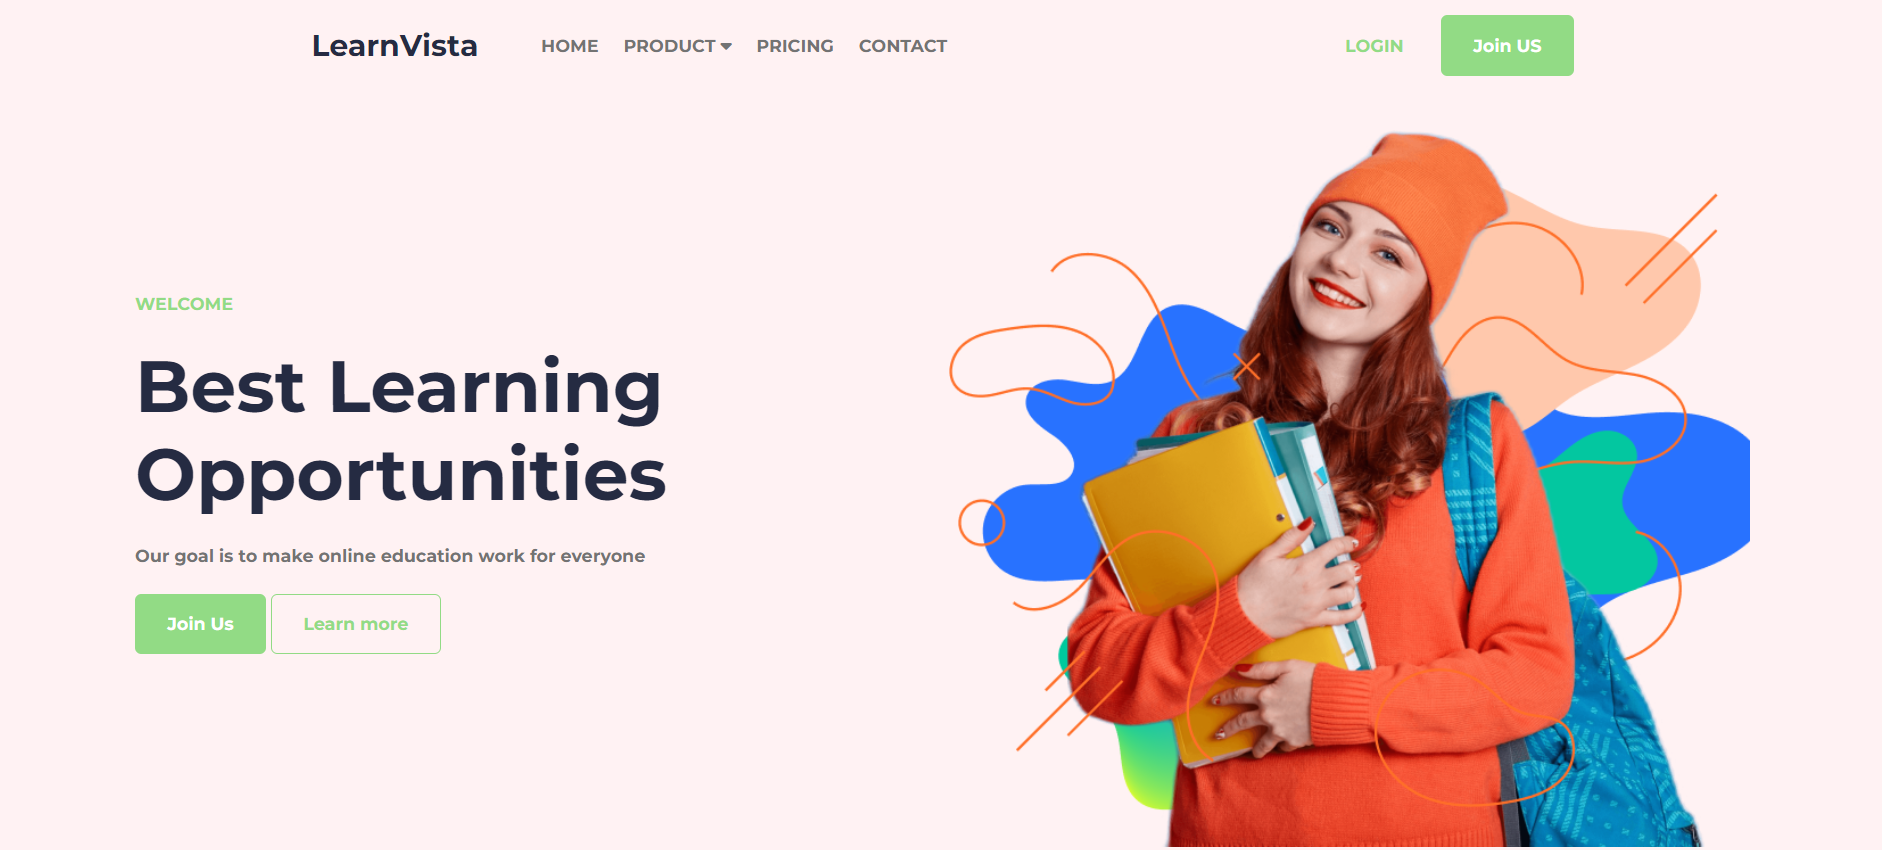 LearnVista
HOME PRODUCT PRICING CONTACT
LOGIN
Join US
WELCOME
Best Learning
Opportunities
Our goal is to make online education work for everyone
Join Us
Learn more